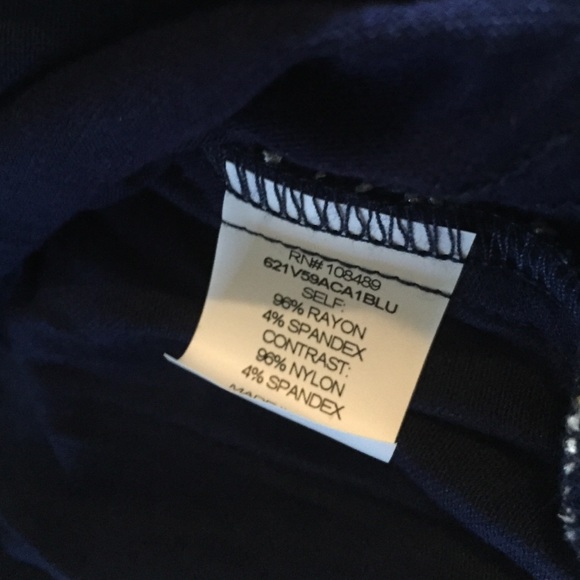 RN# 108489
621V59ACA1BLU
SELF:
96% RAYON
4% SPANDEX
CONTRAST:
96% NYLON
4% SPANDEX